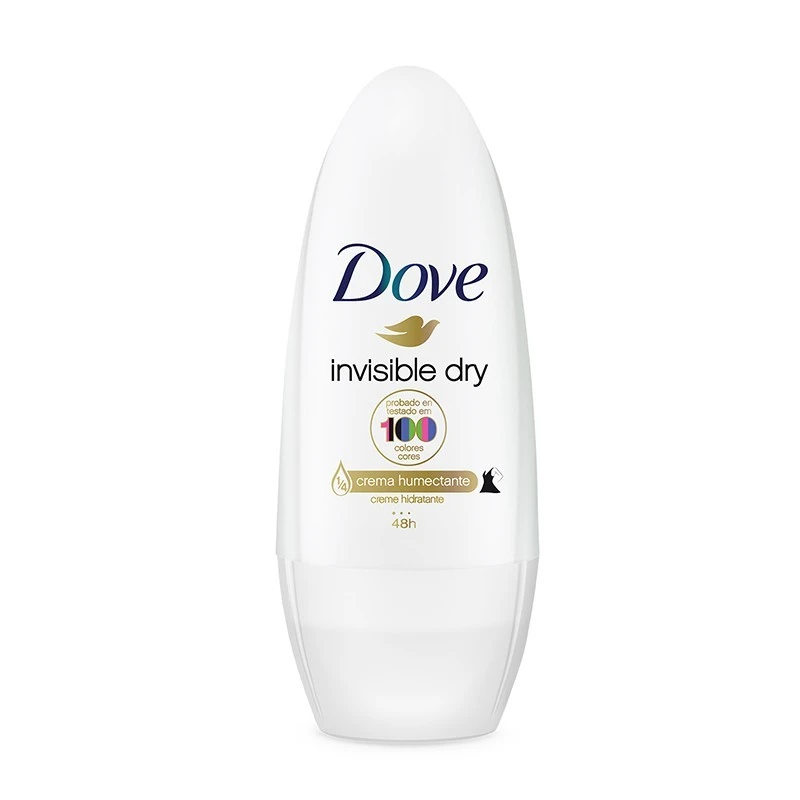 Dove
invisible dry
probado en
testado em
100
colores
cores
1/4 crema humectante
creme hidratante
48h